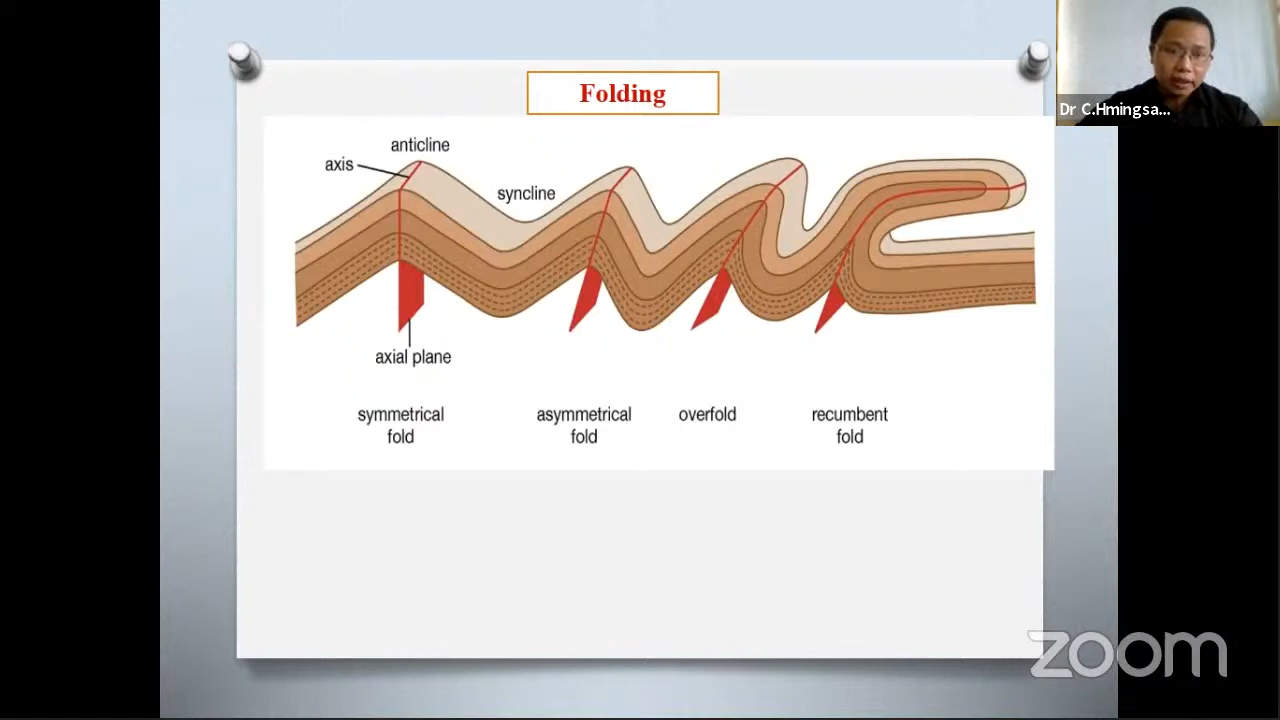 Folding
Dr C.Hmingsa...
anticline
axis
syncline
axial plane
symmetrical
fold
asymmetrical
fold
overfold
recumbent
fold
zoom